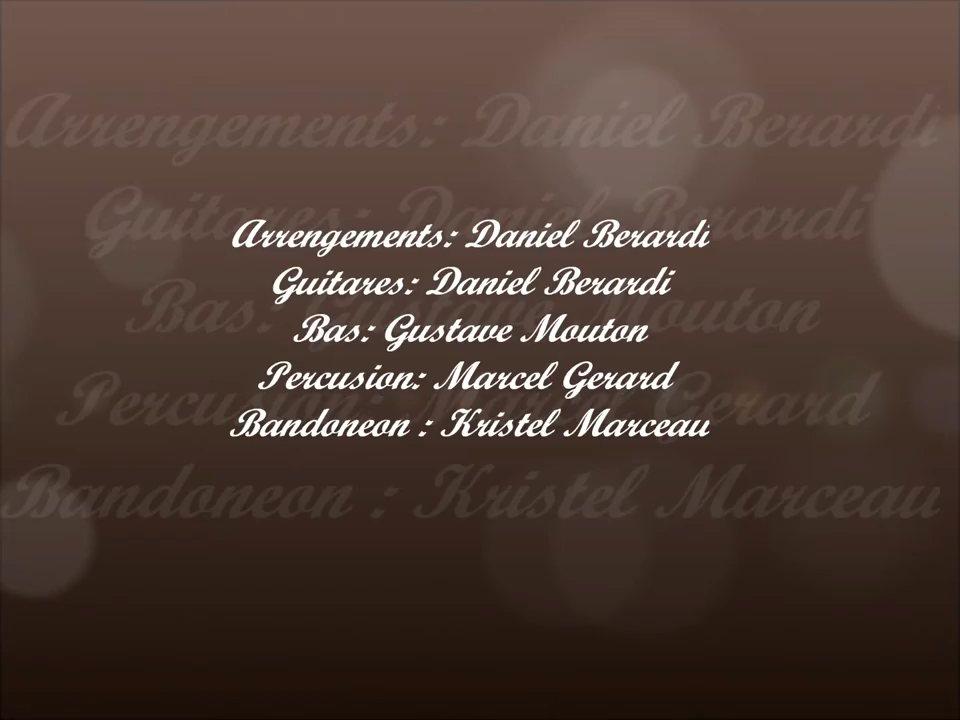 Arrengements: Daniel Berardi
Guitares: Daniel Berardi
Bas: Gustave Mouton
Percusion: Marcel Gerard
Bandoneon : Kristel Marceau